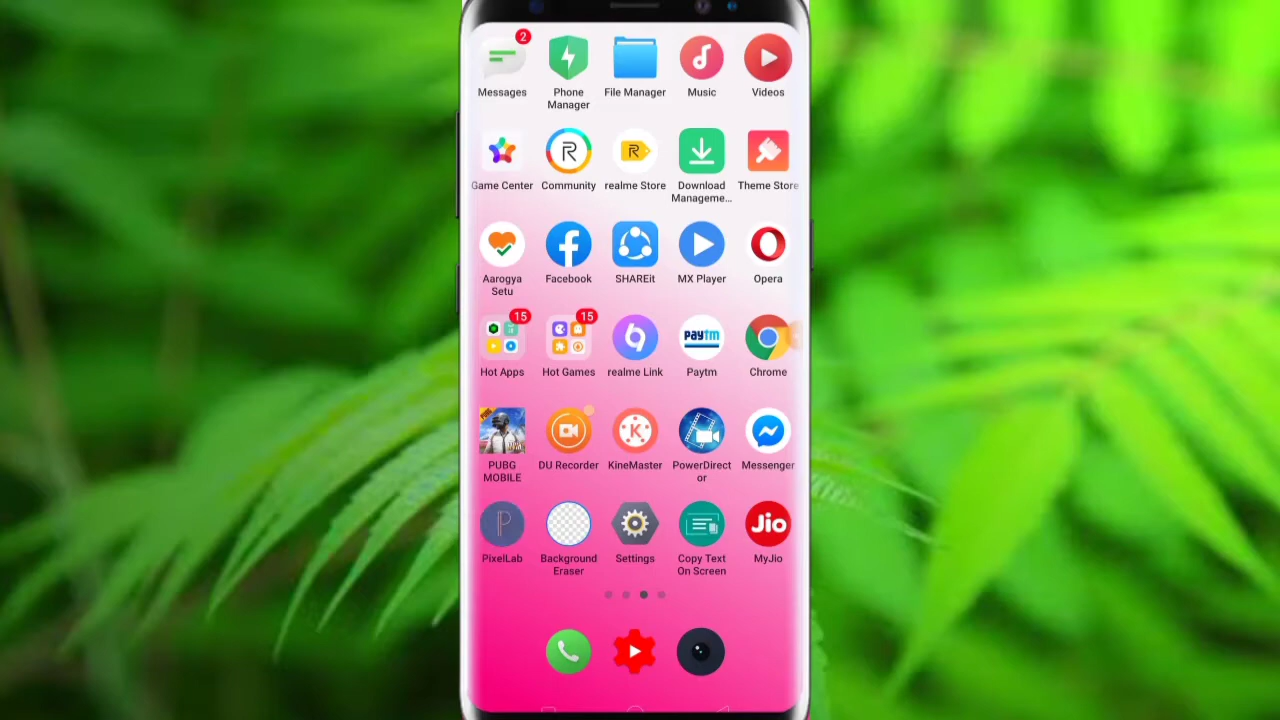 2
Messages
Phone
Manager
File Manager
Music
Videos
Game Center
Community
realme Store
Download
Manageme...
Theme Store
Aarogya
Setu
Facebook
SHAREit
MX Player
Opera
15
Hot Apps
15
Hot Games
realme Link
paytm
Paytm
Chrome
PUBG
MOBILE
DU Recorder
K
KineMaster
PowerDirect
or
Messenger
P
PixelLab
Background
Eraser
Settings
Copy Text
On Screen
Jio
MyJio